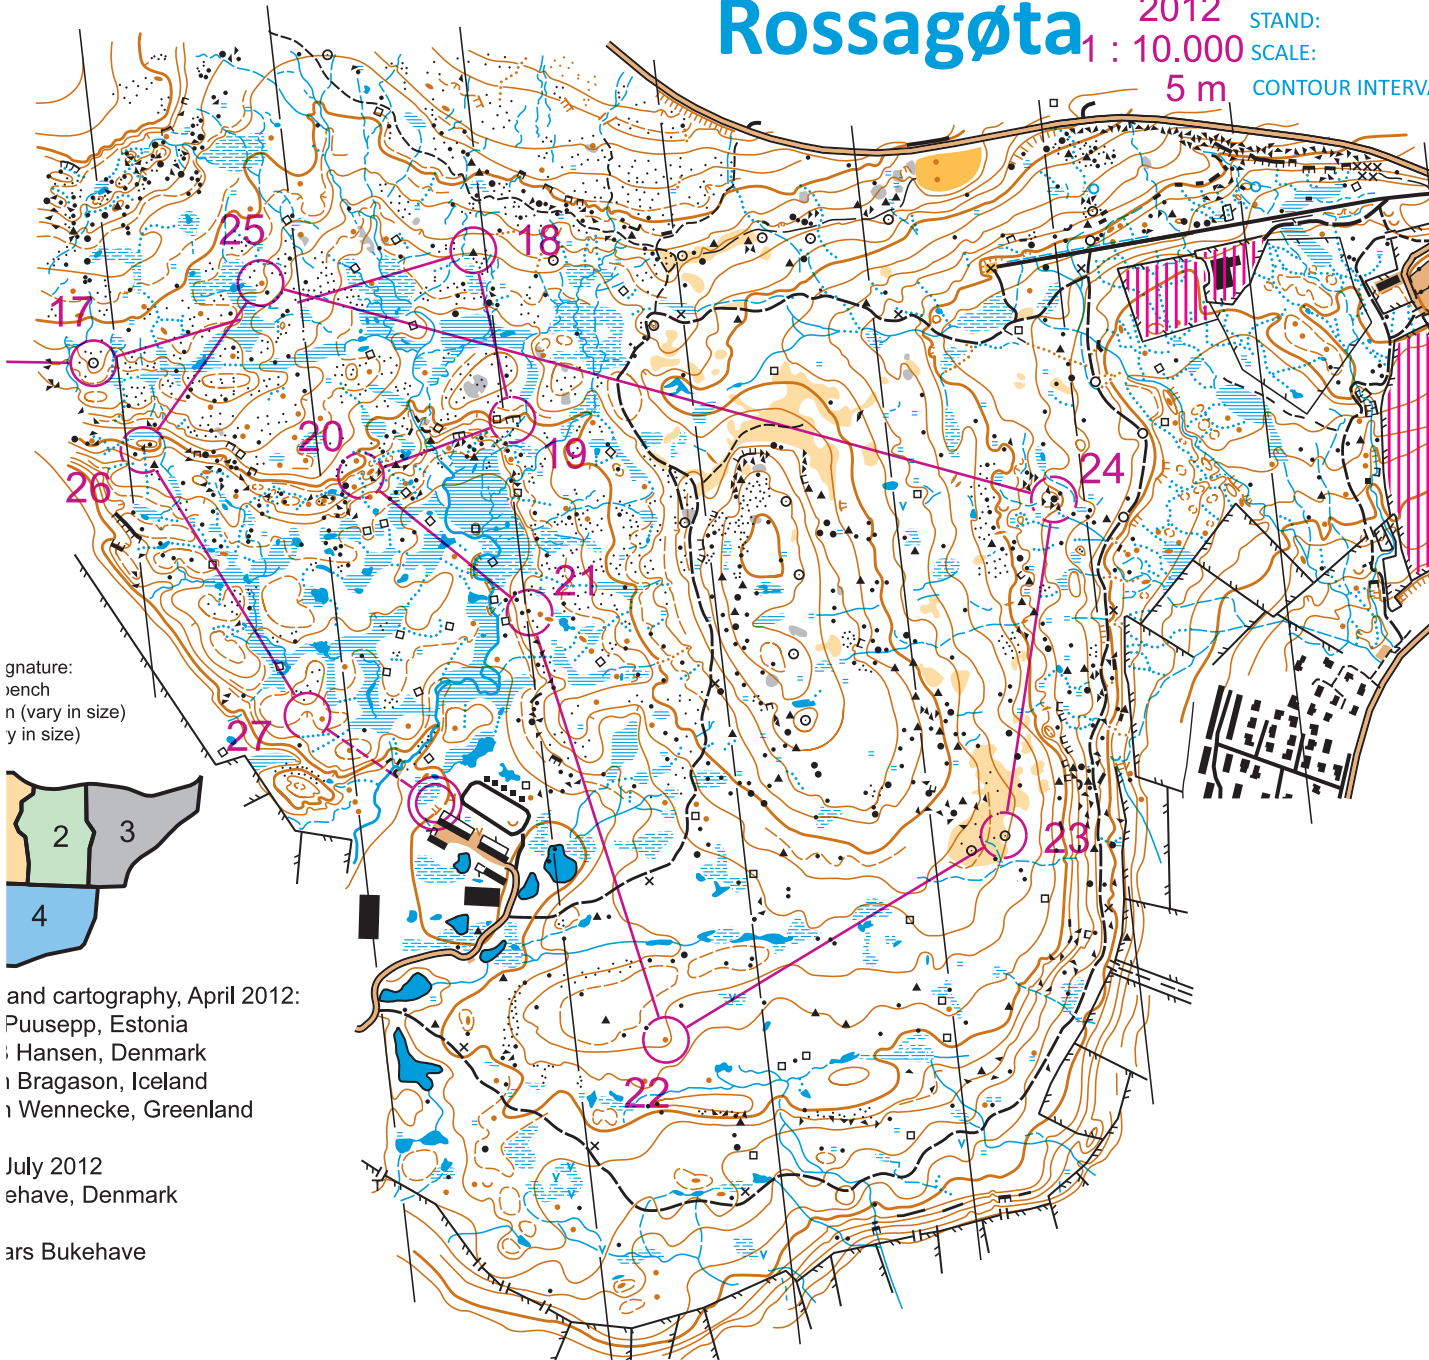 Rossagøta
2012 STAND:
1 : 10.000 SCALE:
5 m CONTOUR INTERVA
25
18
17
20
19
24
26
21
27
23
22
gnature:
bench
n (vary in size)
y in size)
2
3
4
and cartography, April 2012:
Puusepp, Estonia
Hansen, Denmark
Bragason, Iceland
Wennecke, Greenland
July 2012
ehave, Denmark
ars Bukehave